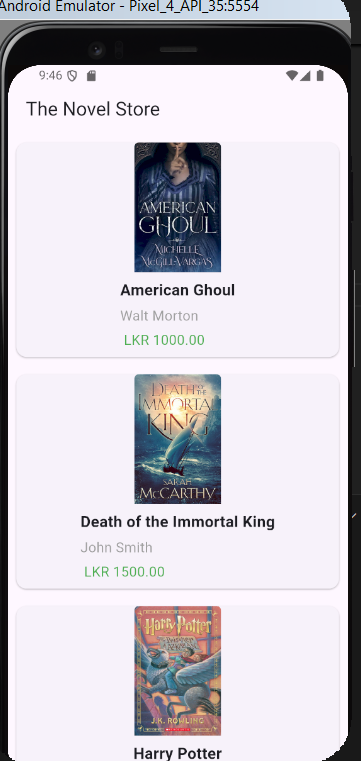 Android Emulator - Pixel_4_API_35:5554
9:46
The Novel Store
AMERICAN
GHOUL
MICHELLE
MCGILL-VARGAS
American Ghoul
Walt Morton
LKR 1000.00
DEATH OF THE
IMMORTAL
KING
SARAH
MCCARTHY
Death of the Immortal King
John Smith
LKR 1500.00
Harry Potter
J.K. ROWLING
Harry Potter